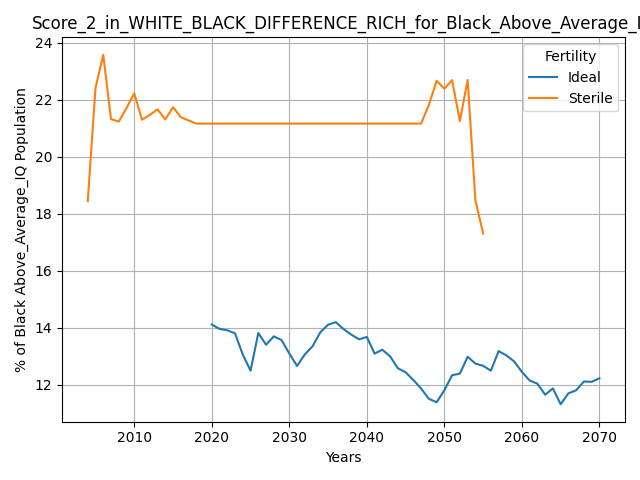 Score_2_in_WHITE_BLACK_DIFFERENCE_RICH_for_Black_Above_Average_I
24
22
20
18
16
14
12
% of Black Above_Average_IQ Population
Fertility
Ideal
Sterile
2010 2020 2030 2040 2050 2060 2070
Years